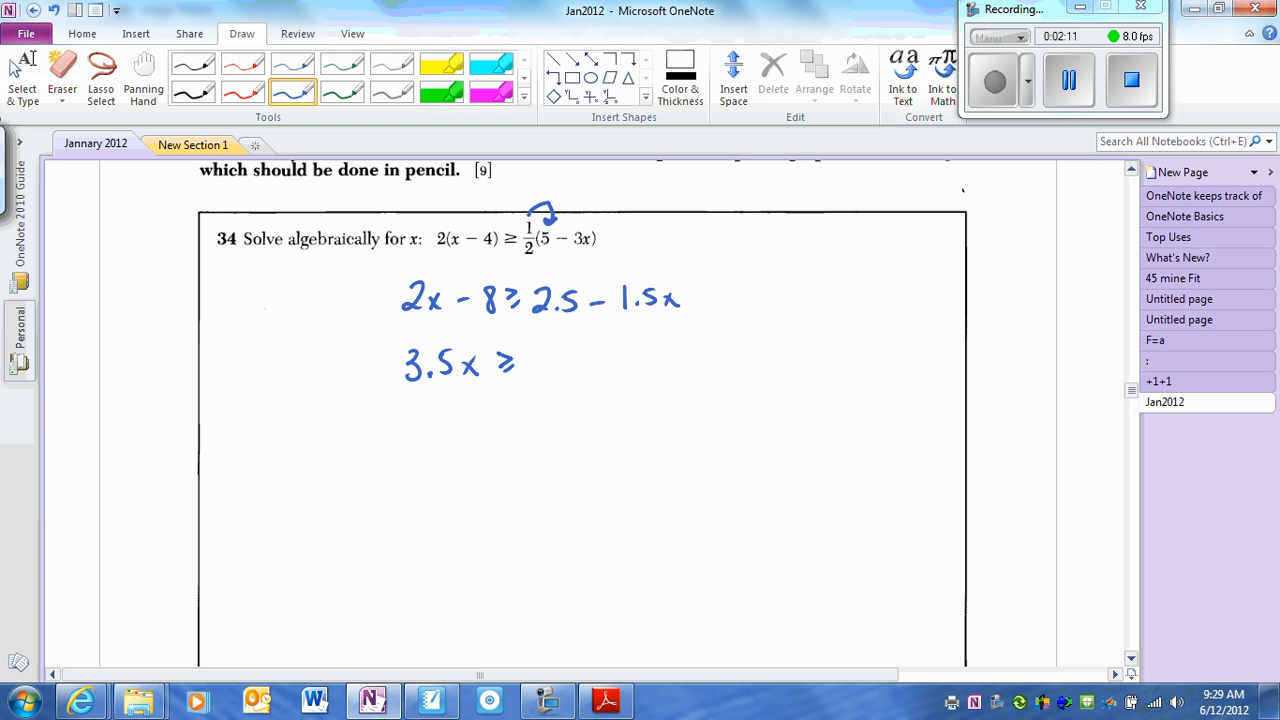 Jan2012 - Microsoft OneNote
Recording...
File Home Insert Draw Review View
Menu 0:02:11 8.0 fps
Select & Type
Eraser
Lasso Select
Panning Hand
Color & Thickness
Insert Space
Delete
Arrange
Rotate
Ink to Text
Ink to Math
Tools
Insert Shapes
Edit
Convert
Jannary 2012
New Section 1
Search All Notebooks (Ctrl+E)
OneNote 2010 Guide
Personal
which should be done in pencil. [9]
34 Solve algebraically for x: 2(x − 4) ≥ 1/2(5 − 3x)
2x - 8 ≥ 2.5 - 1.5x
3.5x ≥
New Page
OneNote keeps track of
OneNote Basics
Top Uses
What's New?
45 mine Fit
Untitled page
Untitled page
F=a
:
+1+1
Jan2012
9:29 AM
6/12/2012